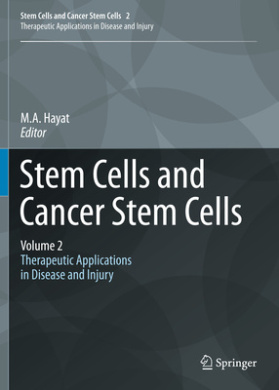 Stem Cells and Cancer Stem Cells 2
Therapeutic Applications in Disease and Injury
M.A. Hayat
Editor
Stem Cells and
Cancer Stem Cells
Volume 2
Therapeutic Applications
in Disease and Injury
Springer